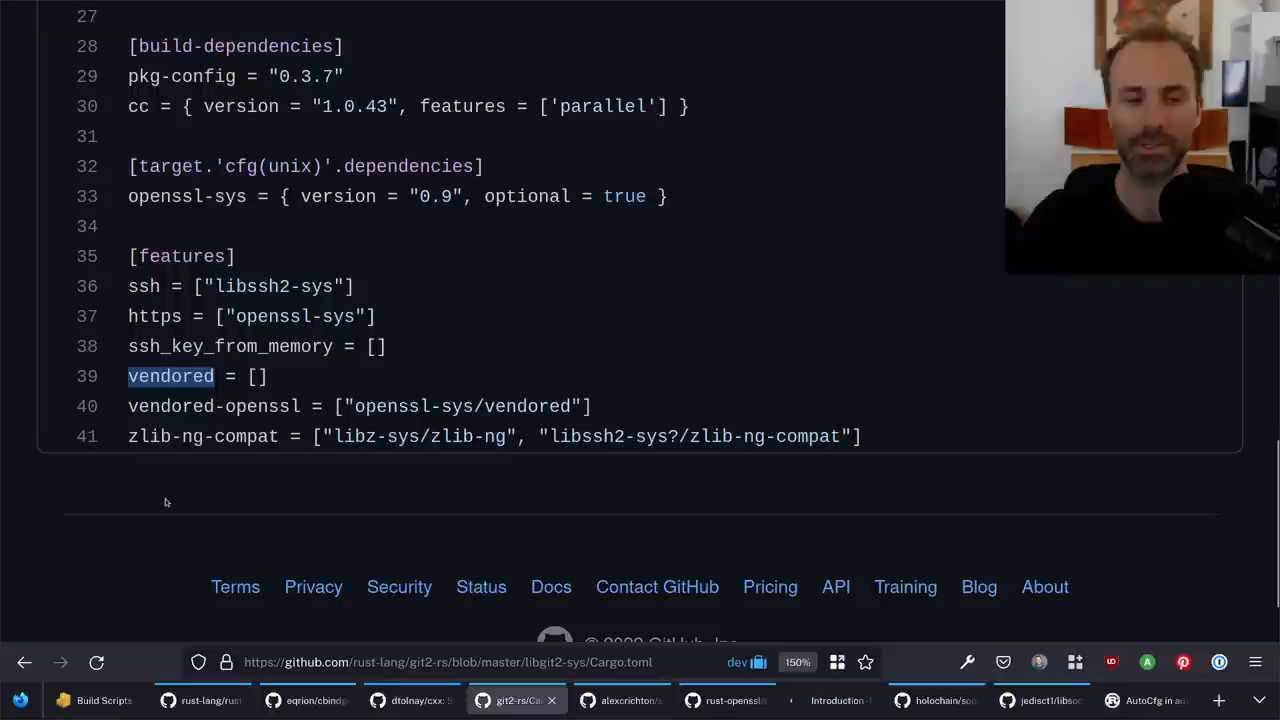 27
28 [build-dependencies]
29 pkg-config = "0.3.7"
30 cc = { version = "1.0.43", features = ['parallel'] }
31
32 [target.'cfg(unix)'.dependencies]
33 openssl-sys = { version = "0.9", optional = true }
34
35 [features]
36 ssh = ["libssh2-sys"]
37 https = ["openssl-sys"]
38 ssh_key_from_memory = []
39 vendored = []
40 vendored-openssl = ["openssl-sys/vendored"]
41 zlib-ng-compat = ["libz-sys/zlib-ng", "libssh2-sys?/zlib-ng-compat"]
Terms Privacy Security Status Docs Contact GitHub Pricing API Training Blog About
© 2022 GitHub, Inc.
https://github.com/rust-lang/git2-rs/blob/master/libgit2-sys/Cargo.toml dev 150%
Build Scripts rust-lang/rust eqrion/cbindg dtolnay/cxx: S git2-rs/Ca alexcrichton/s rust-openssl/ Introduction - holochain/soc jedisct1/libso AutoCfg in a